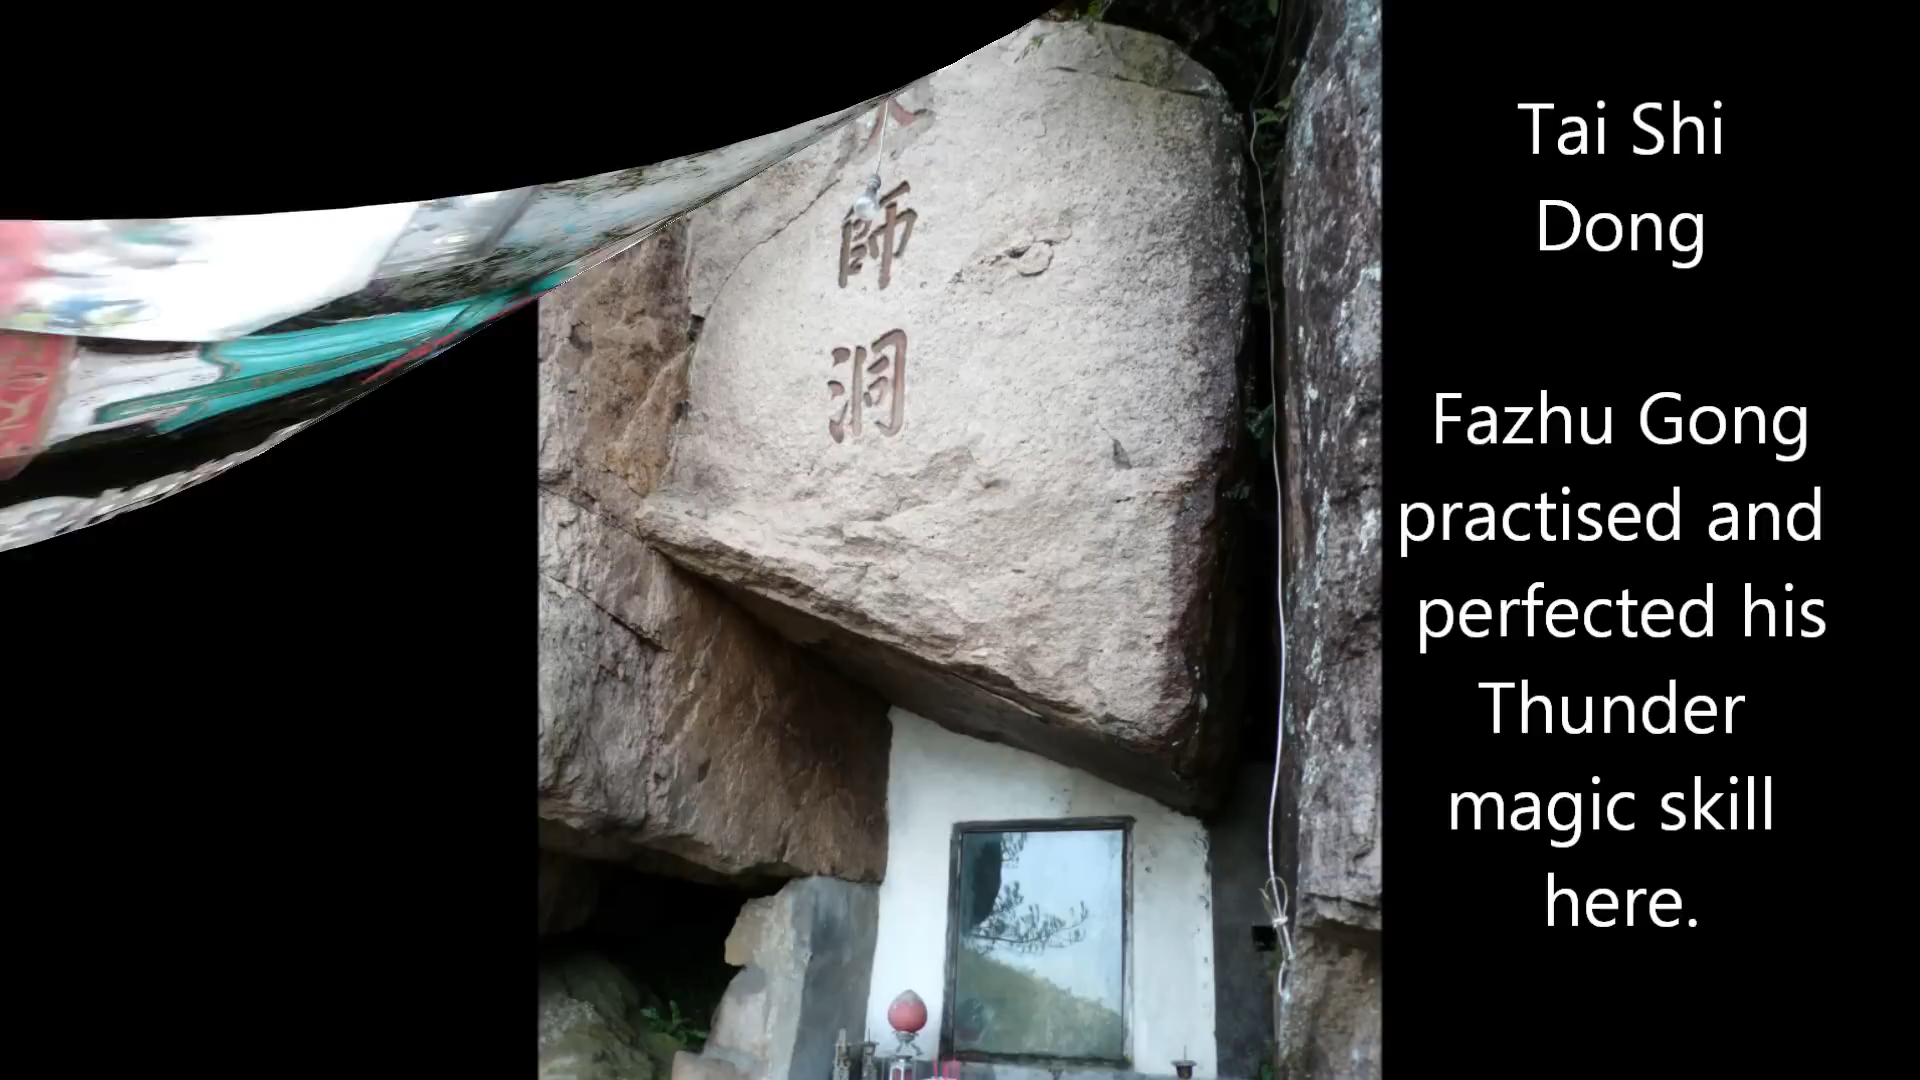 師
洞
Tai Shi
Dong
Fazhu Gong
practised and
perfected his
Thunder
magic skill
here.